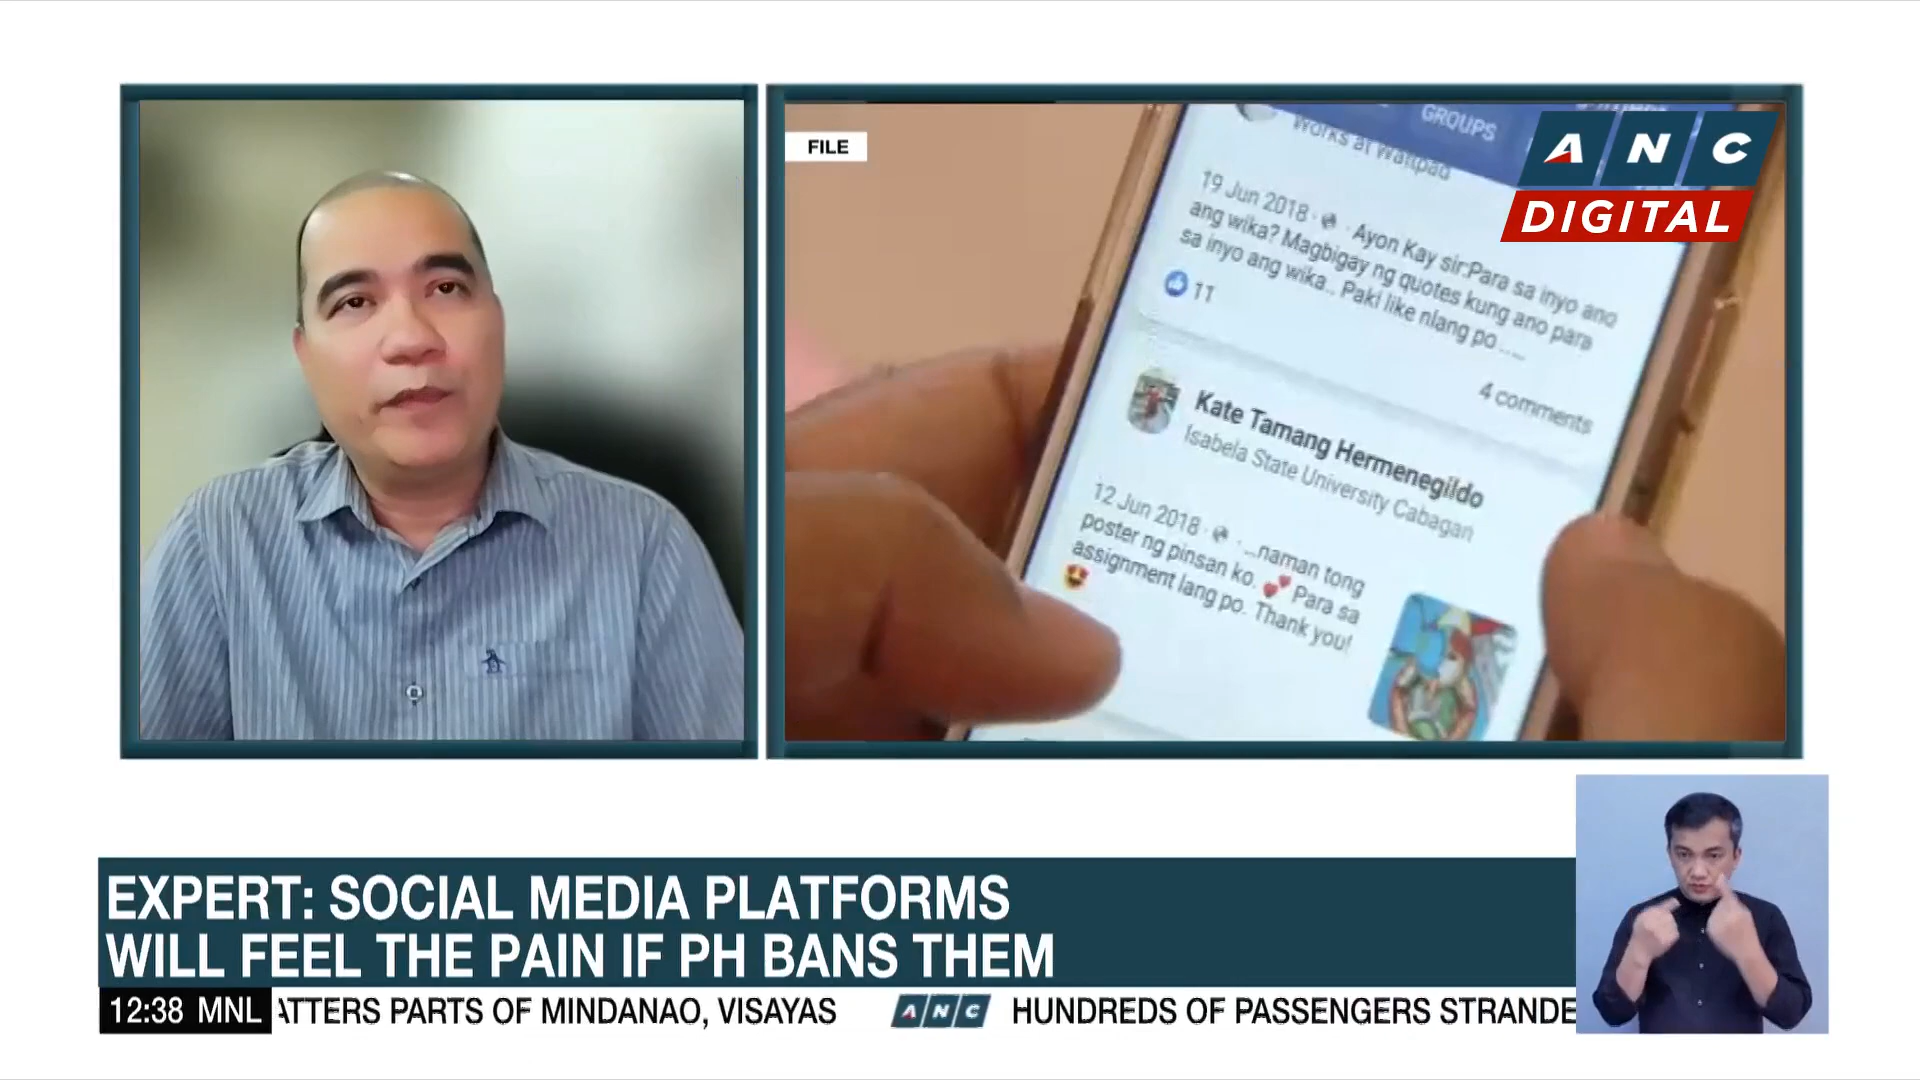 FILE
GROUPS
Works at Wattpad
19 Jun 2018 · Ayon Kay sir:Para sa inyo ano
ang wika? Magbigay ng quotes kung ano para
sa inyo ang wika.. Paki like nlang po .....
11
4 comments
Kate Tamang Hermenegildo
Isabela State University Cabagan
12 Jun 2018 · ...naman tong
poster ng pinsan ko. 💕 Para sa
assignment lang po. Thank you!
😍
ANC
DIGITAL
EXPERT: SOCIAL MEDIA PLATFORMS
WILL FEEL THE PAIN IF PH BANS THEM
12:38 MNL ATTERS PARTS OF MINDANAO, VISAYAS ANC HUNDREDS OF PASSENGERS STRANDE